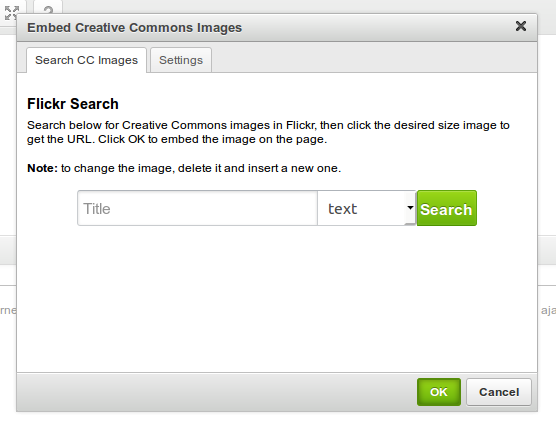 ?
Embed Creative Commons Images
Search CC Images
Settings
Flickr Search
Search below for Creative Commons images in Flickr, then click the desired size image to
get the URL. Click OK to embed the image on the page.
Note: to change the image, delete it and insert a new one.
Title
text
Search
rne
aja
OK
Cancel